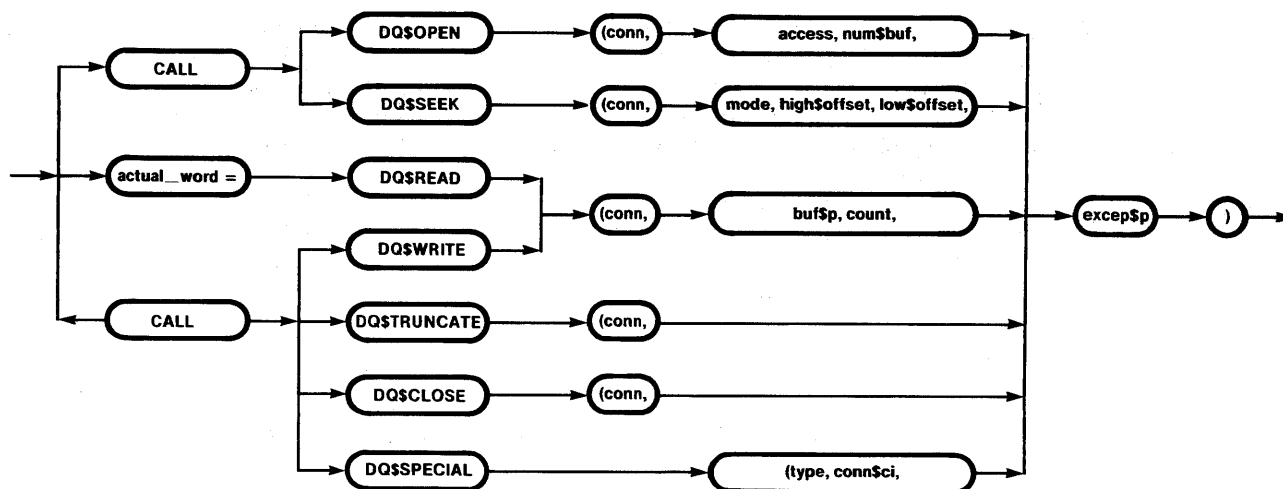 DQ$OPEN (conn, access, num$buf,
CALL
DQ$SEEK (conn, mode, high$offset, low$offset,
actual_word = DQ$READ
(conn, buf$p, count, excep$p )
DQ$WRITE
CALL DQ$TRUNCATE (conn,
DQ$CLOSE (conn,
DQ$SPECIAL (type, conn$ci,